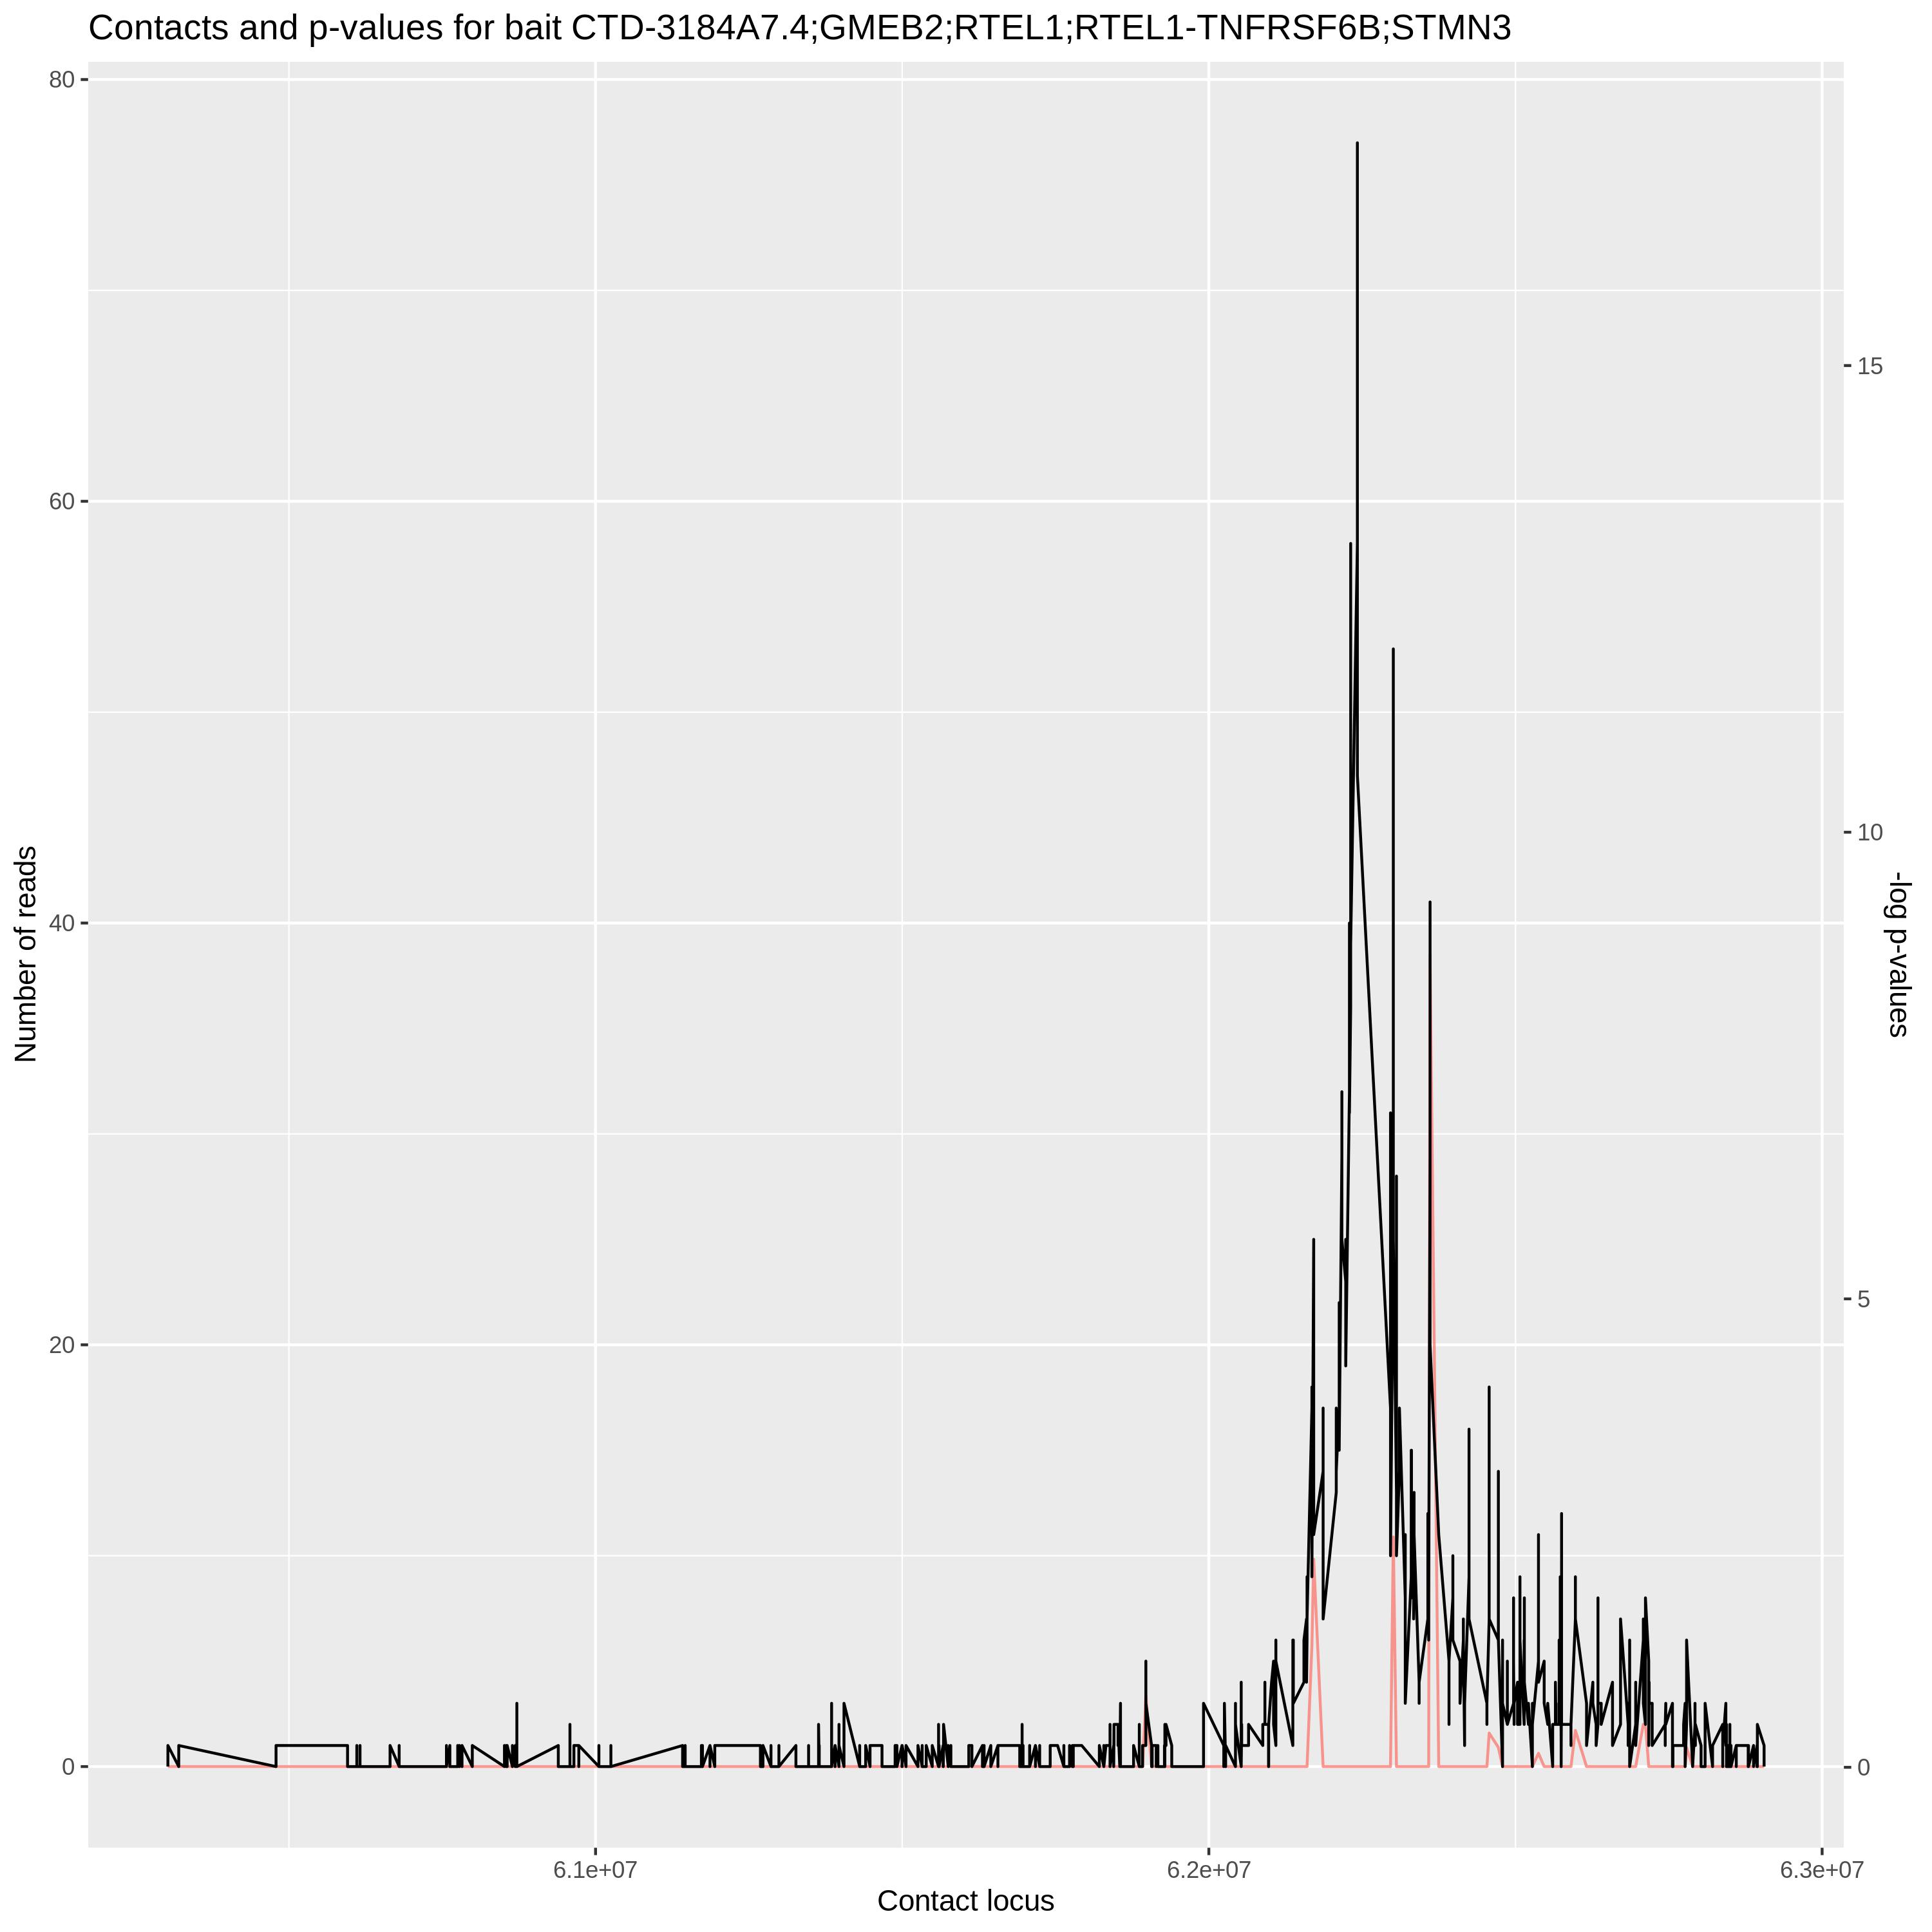 Contacts and p-values for bait CTD-3184A7.4;GMEB2;RTEL1;RTEL1-TNFRSF6B;STMN3
80
60
40
20
0
Number of reads
15
10
5
0
-log p-values
6.1e+07
6.2e+07
6.3e+07
Contact locus